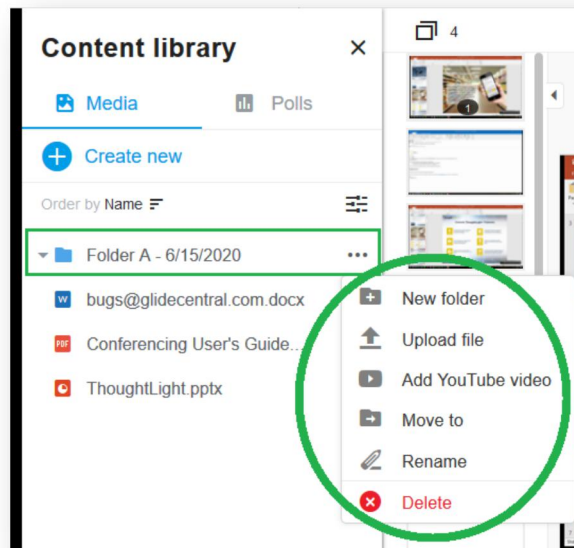 Content library
4
Media
Polls
Create new
Order by Name
Folder A - 6/15/2020
bugs@glidecentral.com.docx
Conferencing User's Guide...
ThoughtLight.pptx
New folder
Upload file
Add YouTube video
Move to
Rename
Delete
W
PDF
1